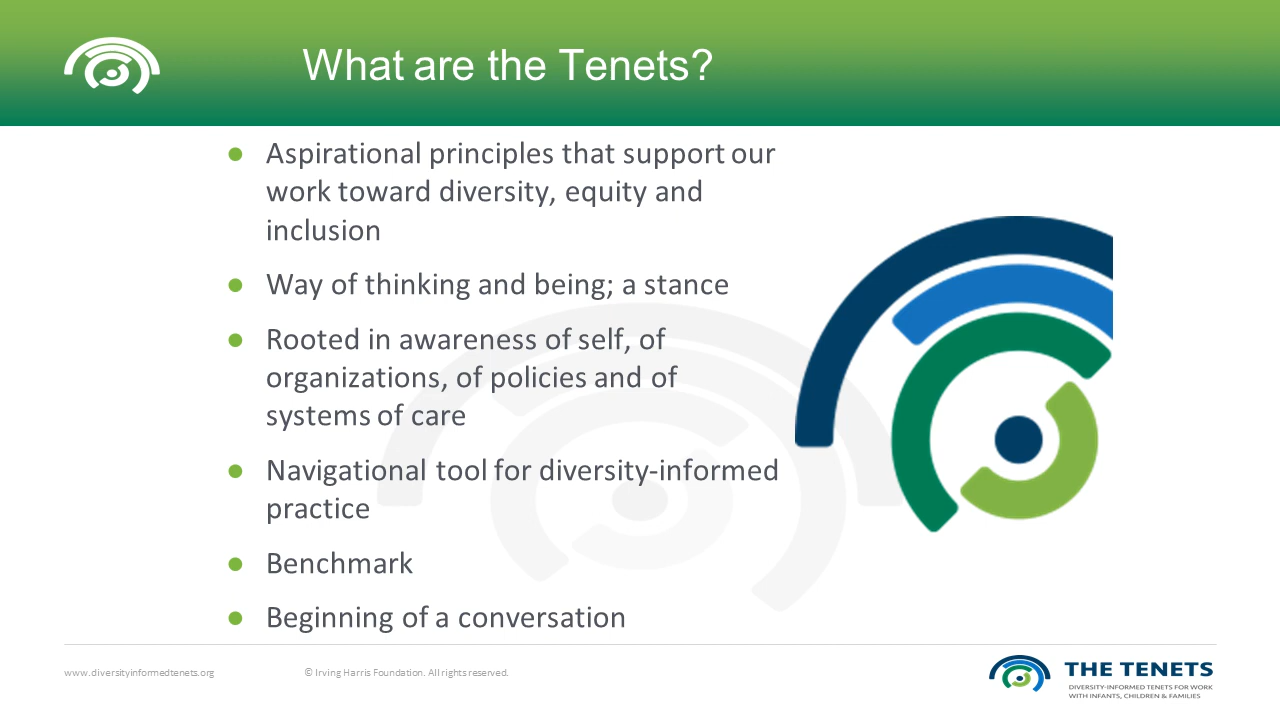 What are the Tenets?
● Aspirational principles that support our
work toward diversity, equity and
inclusion
● Way of thinking and being; a stance
● Rooted in awareness of self, of
organizations, of policies and of
systems of care
● Navigational tool for diversity-informed
practice
● Benchmark
● Beginning of a conversation
www.diversityinformedtenets.org
© Irving Harris Foundation. All rights reserved.
THE TENETS
DIVERSITY-INFORMED TENETS FOR WORK
WITH INFANTS, CHILDREN & FAMILIES